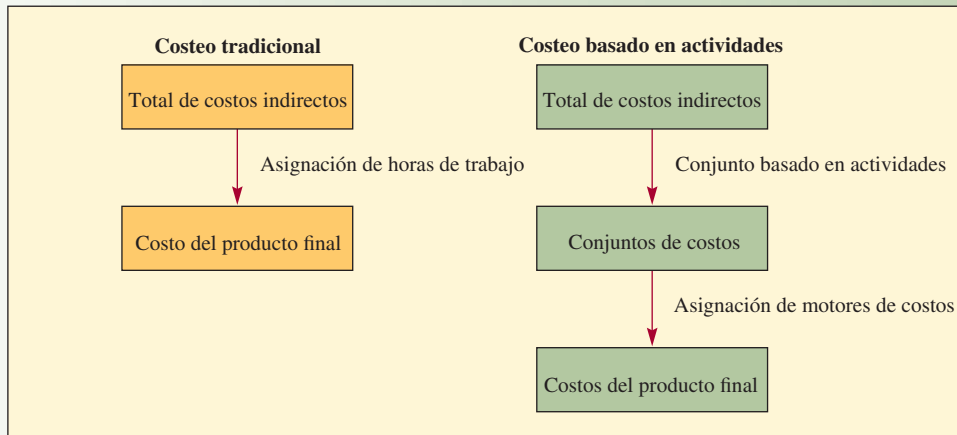 Costeo tradicional
Total de costos indirectos
Asignación de horas de trabajo
Costo del producto final
Costeo basado en actividades
Total de costos indirectos
Conjunto basado en actividades
Conjuntos de costos
Asignación de motores de costos
Costos del producto final